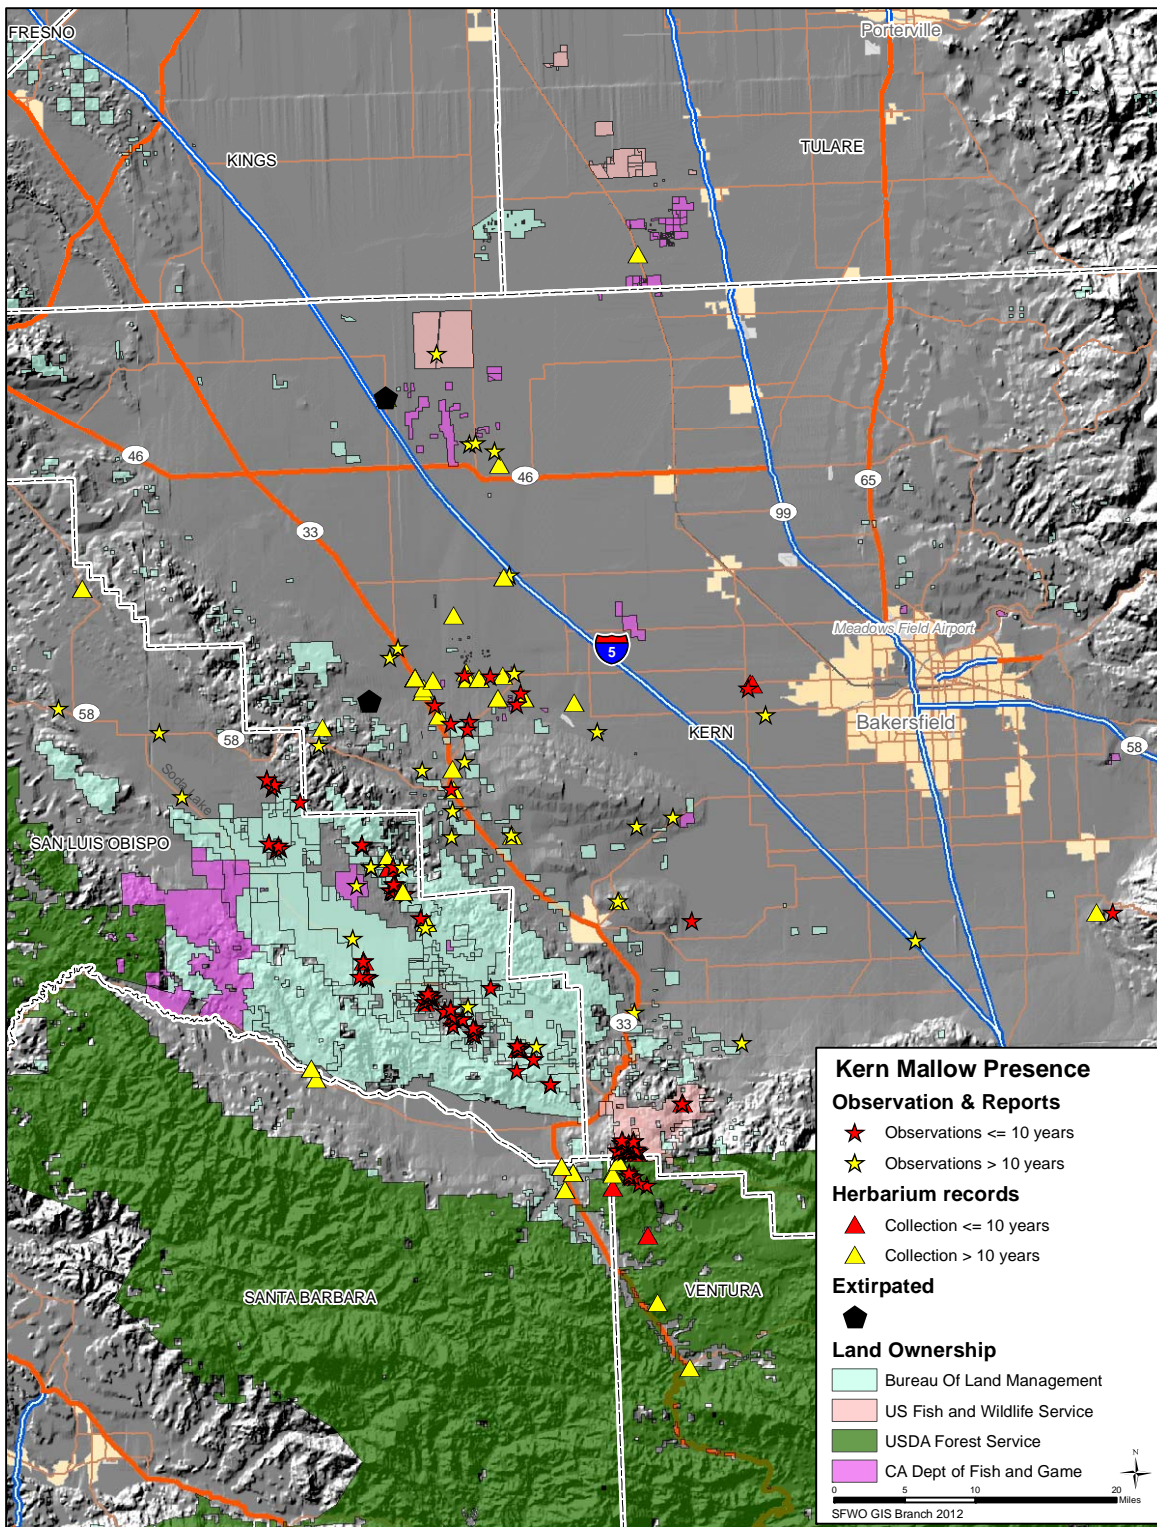 FRESNO
Porterville
KINGS
TULARE
46
46
65
99
33
5
Meadows Field Airport
58
58
KERN
Bakersfield
58
Soda Lake
SAN LUIS OBISPO
33
SANTA BARBARA
VENTURA
Kern Mallow Presence
Observation & Reports
Observations <= 10 years
Observations > 10 years
Herbarium records
Collection <= 10 years
Collection > 10 years
Extirpated
Land Ownership
Bureau Of Land Management
US Fish and Wildlife Service
USDA Forest Service
CA Dept of Fish and Game
N
0 5 10 20
Miles
SFWO GIS Branch 2012